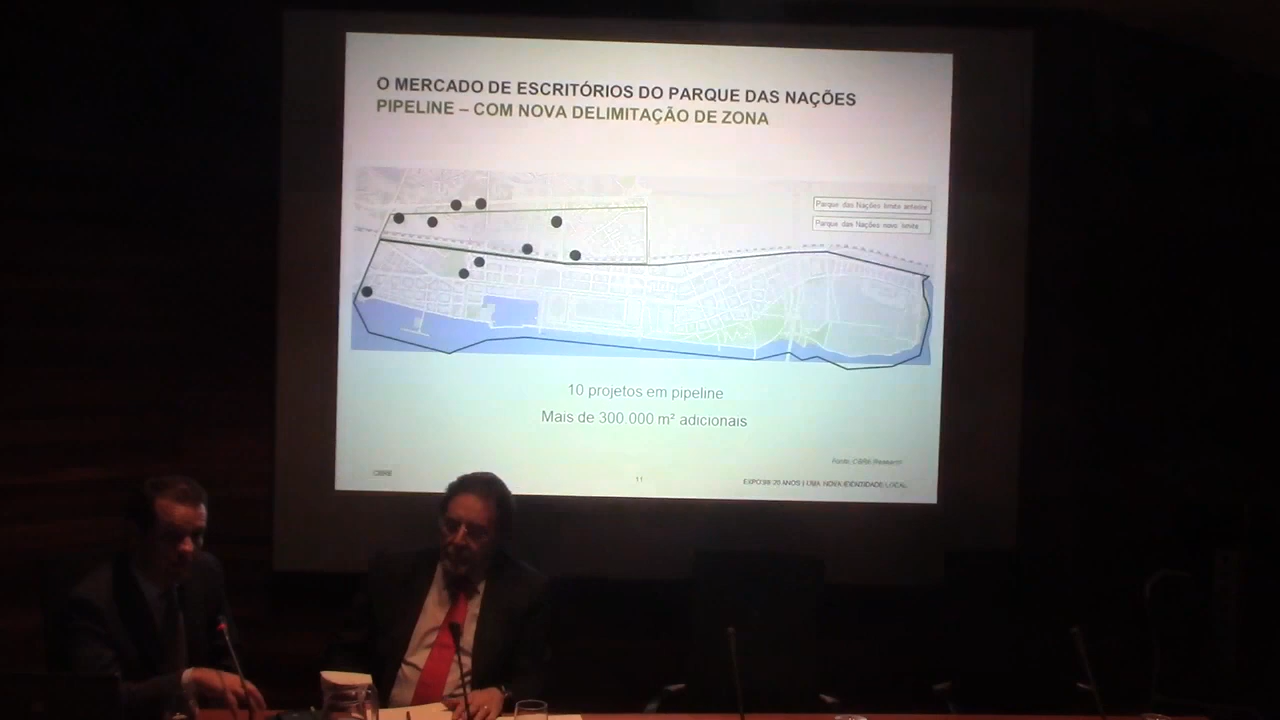 O MERCADO DE ESCRITÓRIOS DO PARQUE DAS NAÇÕES
PIPELINE – COM NOVA DELIMITAÇÃO DE ZONA
Parque das Nações limite anterior
Parque das Nações novo limite
10 projetos em pipeline
Mais de 300.000 m² adicionais
Fonte: CBRE Research
CBRE
11
EXPO'98 20 ANOS | UMA NOVA IDENTIDADE LOCAL